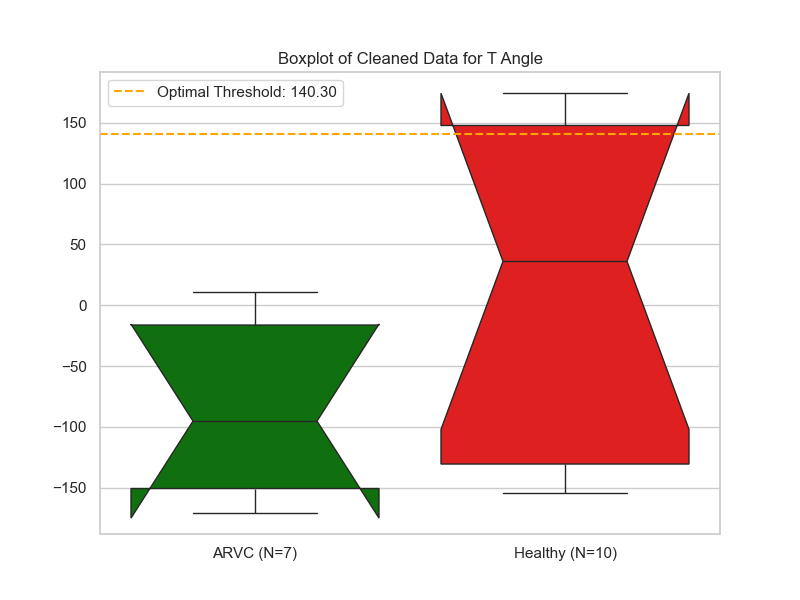 Boxplot of Cleaned Data for T Angle
Optimal Threshold: 140.30
150
100
50
0
−50
−100
−150
ARVC (N=7)
Healthy (N=10)